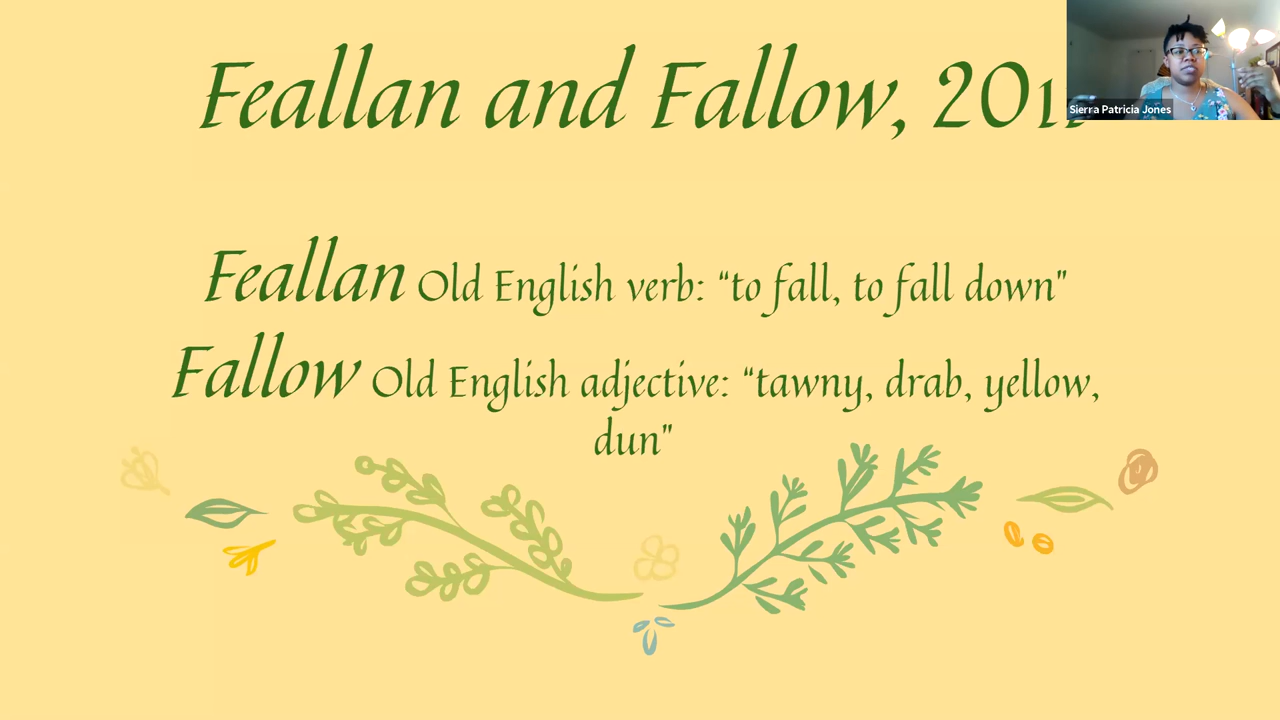 Feallan and Fallow,
Sierra Patricia Jones
Feallan Old English verb: “to fall, to fall down”
Fallow Old English adjective: “tawny, drab, yellow,
dun”